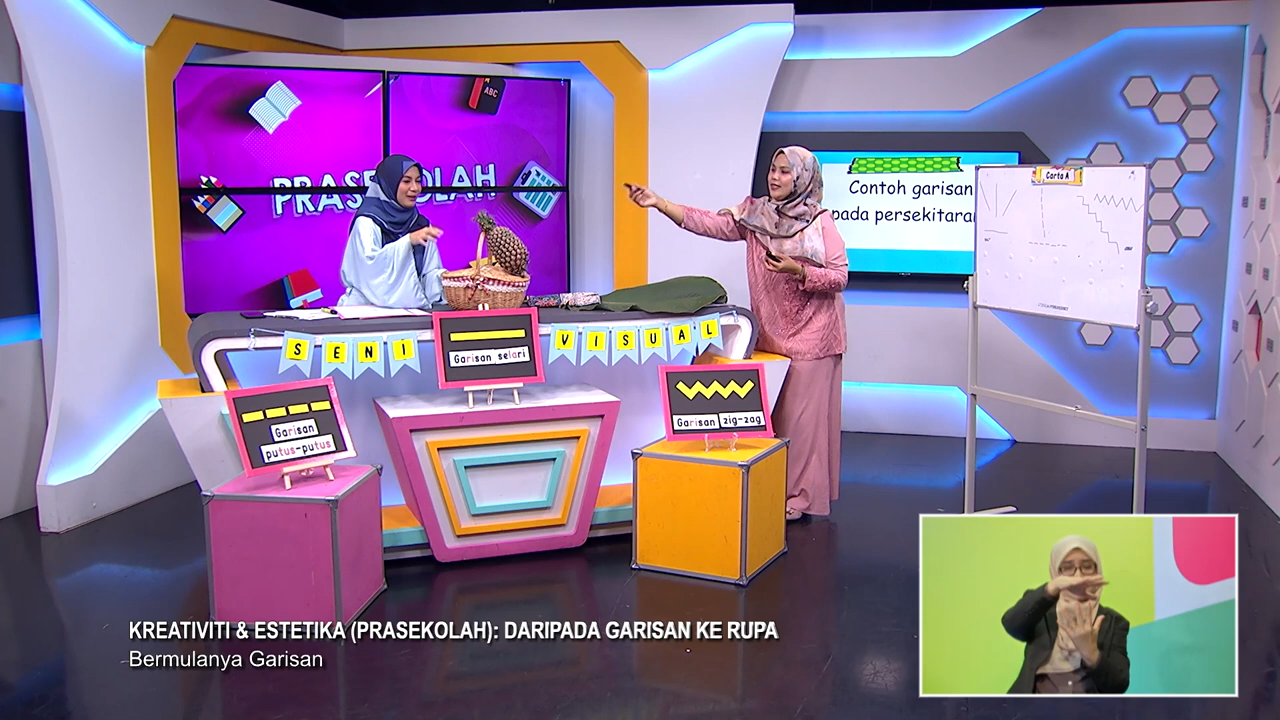 ABC
PRASEKOLAH
Contoh garisan
pada persekitaran
Carta A
SENI VISUAL
Garisan selari
Garisan
putus-putus
Garisan zig-zag
KREATIVITI & ESTETIKA (PRASEKOLAH): DARIPADA GARISAN KE RUPA
Bermulanya Garisan